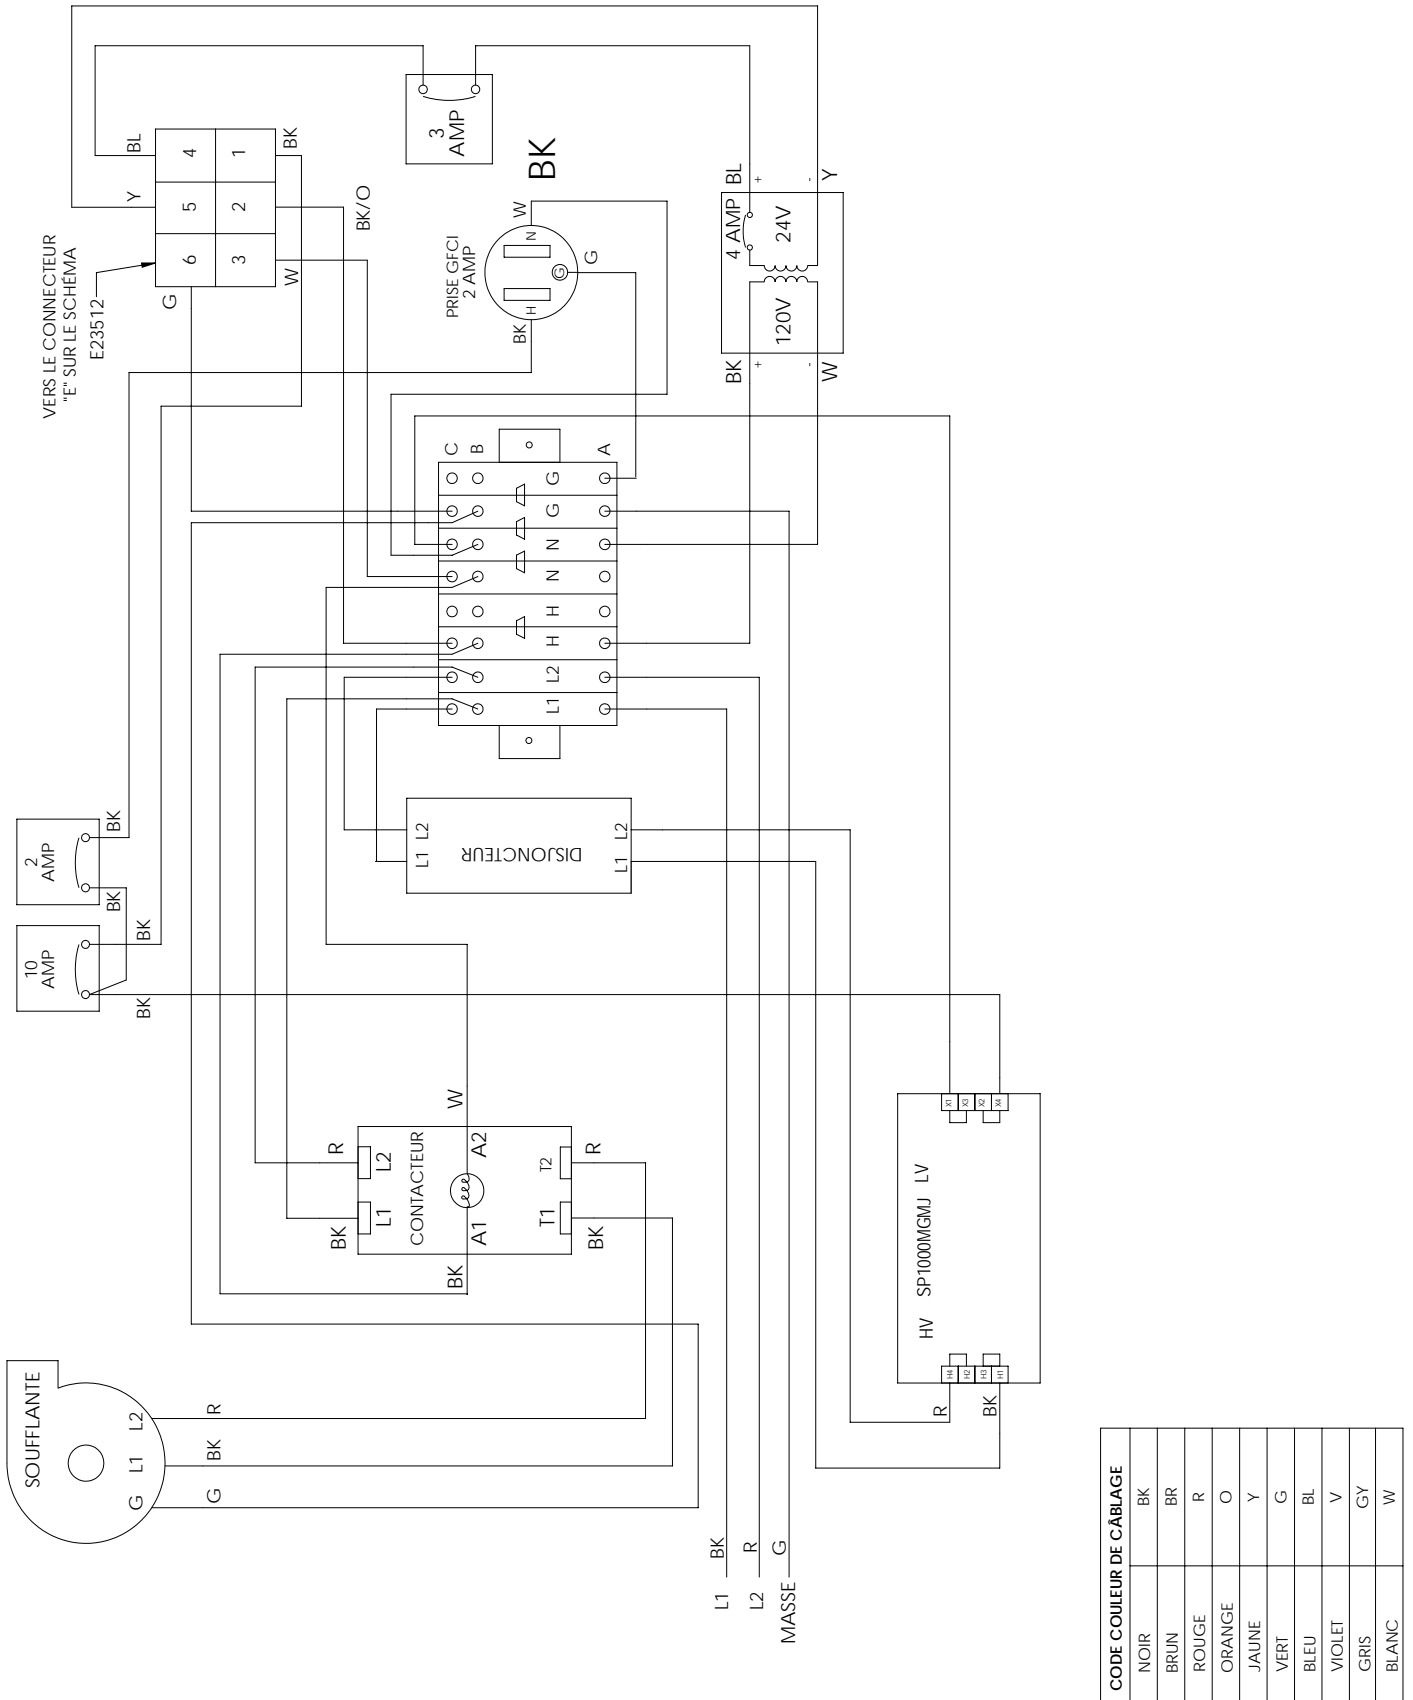 VERS LE CONNECTEUR
"E" SUR LE SCHÉMA
E23512
BL
Y
G
4
5
6
1
2
3
BK
BK/O
W
3
AMP
BK
PRISE GFCI
2 AMP
W
N
G
G
H
BK
4 AMP
BL
+
-
Y
24V
120V
BK
+
-
W
C
B
A
G
G
N
N
H
H
L2
L1
2
AMP
BK
BK
10
AMP
BK
BK
L1
L2
DISJONCTEUR
L1
L2
W
R
L2
CONTACTEUR
A2
T2
R
BK
L1
A1
T1
BK
BK
X1
X3
X2
X4
HV SP1000MGMJ LV
H4
H2
H3
H1
R
BK
SOUFFLANTE
L2
L1
G
R
BK
G
L1
BK
L2
R
MASSE
G
CODE COULEUR DE CÂBLAGE
NOIR BK
BRUN BR
ROUGE R
ORANGE O
JAUNE Y
VERT G
BLEU BL
VIOLET V
GRIS GY
BLANC W